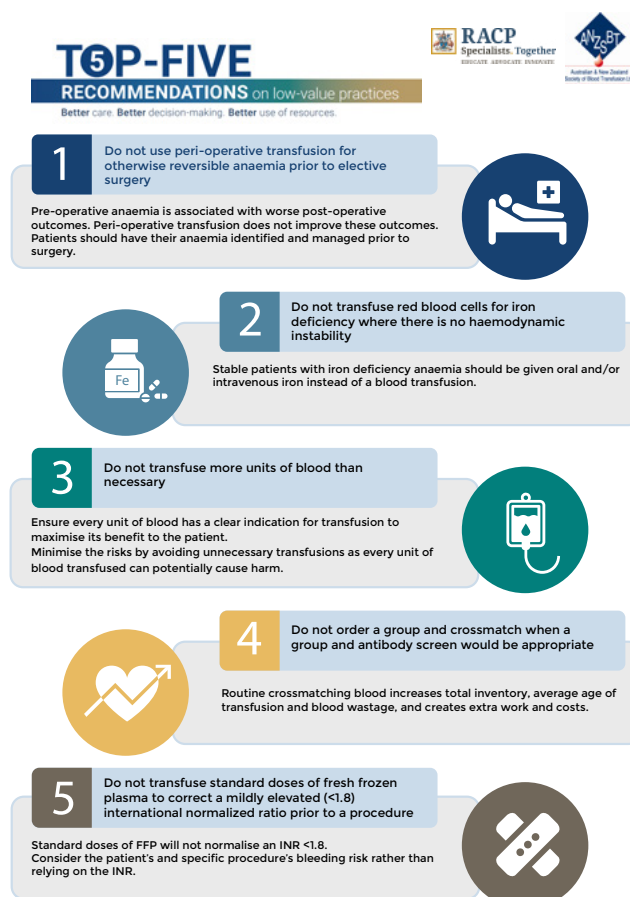 RACP
Specialists. Together
EDUCATE ADVOCATE INNOVATE
ANZSBT
Australian & New Zealand
Society of Blood Transfusion Ltd
T5P-FIVE
RECOMMENDATIONS on low-value practices
Better care. Better decision-making. Better use of resources.
1
Do not use peri-operative transfusion for
otherwise reversible anaemia prior to elective
surgery
Pre-operative anaemia is associated with worse post-operative
outcomes. Peri-operative transfusion does not improve these outcomes.
Patients should have their anaemia identified and managed prior to
surgery.
2
Do not transfuse red blood cells for iron
deficiency where there is no haemodynamic
instability
Fe
Stable patients with iron deficiency anaemia should be given oral and/or
intravenous iron instead of a blood transfusion.
3
Do not transfuse more units of blood than
necessary
Ensure every unit of blood has a clear indication for transfusion to
maximise its benefit to the patient.
Minimise the risks by avoiding unnecessary transfusions as every unit of
blood transfused can potentially cause harm.
4
Do not order a group and crossmatch when a
group and antibody screen would be appropriate
Routine crossmatching blood increases total inventory, average age of
transfusion and blood wastage, and creates extra work and costs.
5
Do not transfuse standard doses of fresh frozen
plasma to correct a mildly elevated (<1.8)
international normalized ratio prior to a procedure
Standard doses of FFP will not normalise an INR <1.8.
Consider the patient's and specific procedure's bleeding risk rather than
relying on the INR.